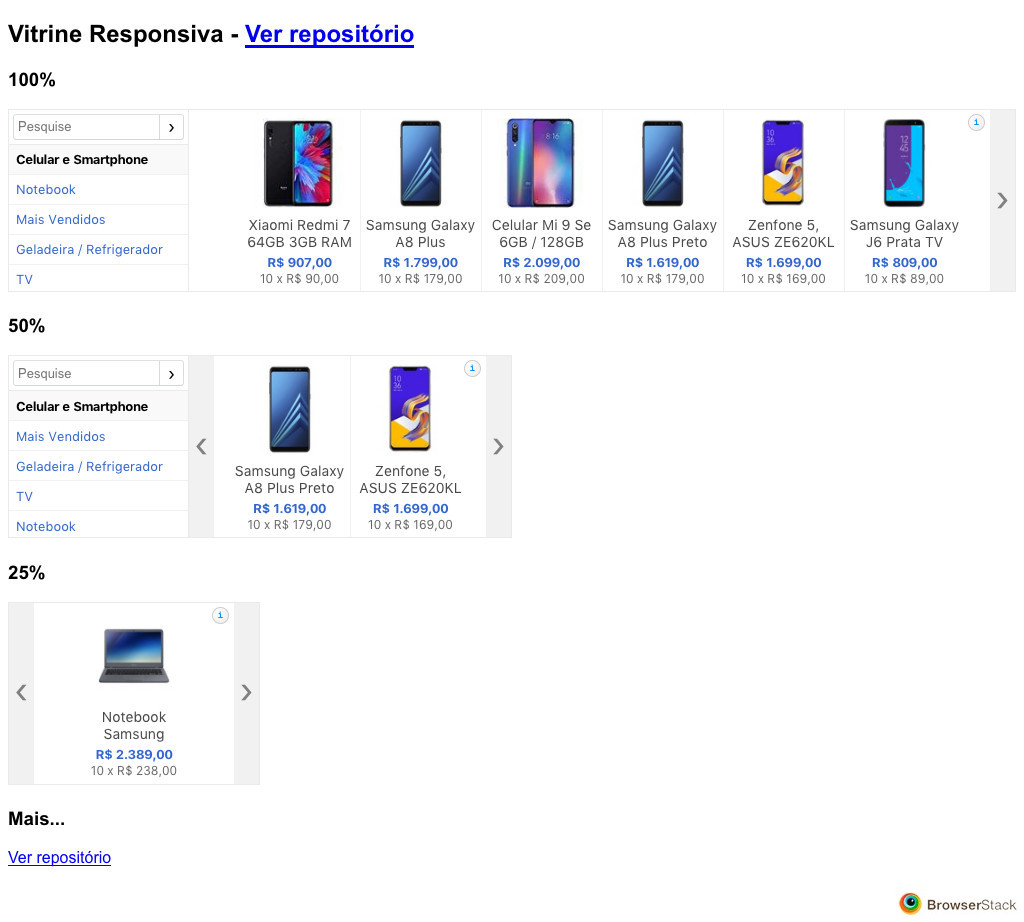 Vitrine Responsiva - Ver repositório
100%
Pesquise
Celular e Smartphone
Notebook
Mais Vendidos
Geladeira / Refrigerador
TV
Xiaomi Redmi 7
64GB 3GB RAM
R$ 907,00
10 x R$ 90,00
Samsung Galaxy
A8 Plus
R$ 1.799,00
10 x R$ 179,00
Celular Mi 9 Se
6GB / 128GB
R$ 2.099,00
10 x R$ 209,00
Samsung Galaxy
A8 Plus Preto
R$ 1.619,00
10 x R$ 179,00
Zenfone 5,
ASUS ZE620KL
R$ 1.699,00
10 x R$ 169,00
Samsung Galaxy
J6 Prata TV
R$ 809,00
10 x R$ 89,00
50%
Pesquise
Celular e Smartphone
Mais Vendidos
Geladeira / Refrigerador
TV
Notebook
Samsung Galaxy
A8 Plus Preto
R$ 1.619,00
10 x R$ 179,00
Zenfone 5,
ASUS ZE620KL
R$ 1.699,00
10 x R$ 169,00
25%
Notebook
Samsung
R$ 2.389,00
10 x R$ 238,00
Mais...
Ver repositório
BrowserStack